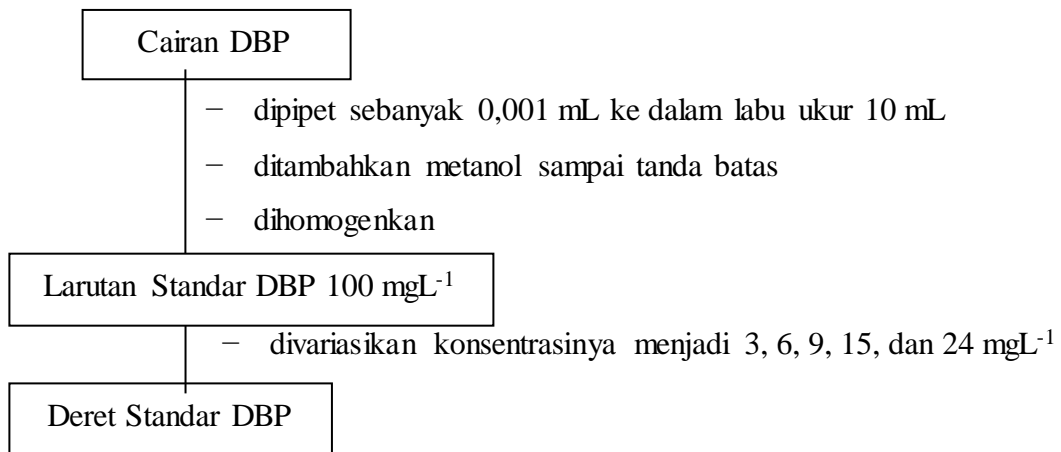 Cairan DBP
− dipipet sebanyak 0,001 mL ke dalam labu ukur 10 mL
− ditambahkan metanol sampai tanda batas
− dihomogenkan
Larutan Standar DBP 100 mgL⁻¹
− divariasikan konsentrasinya menjadi 3, 6, 9, 15, dan 24 mgL⁻¹
Deret Standar DBP